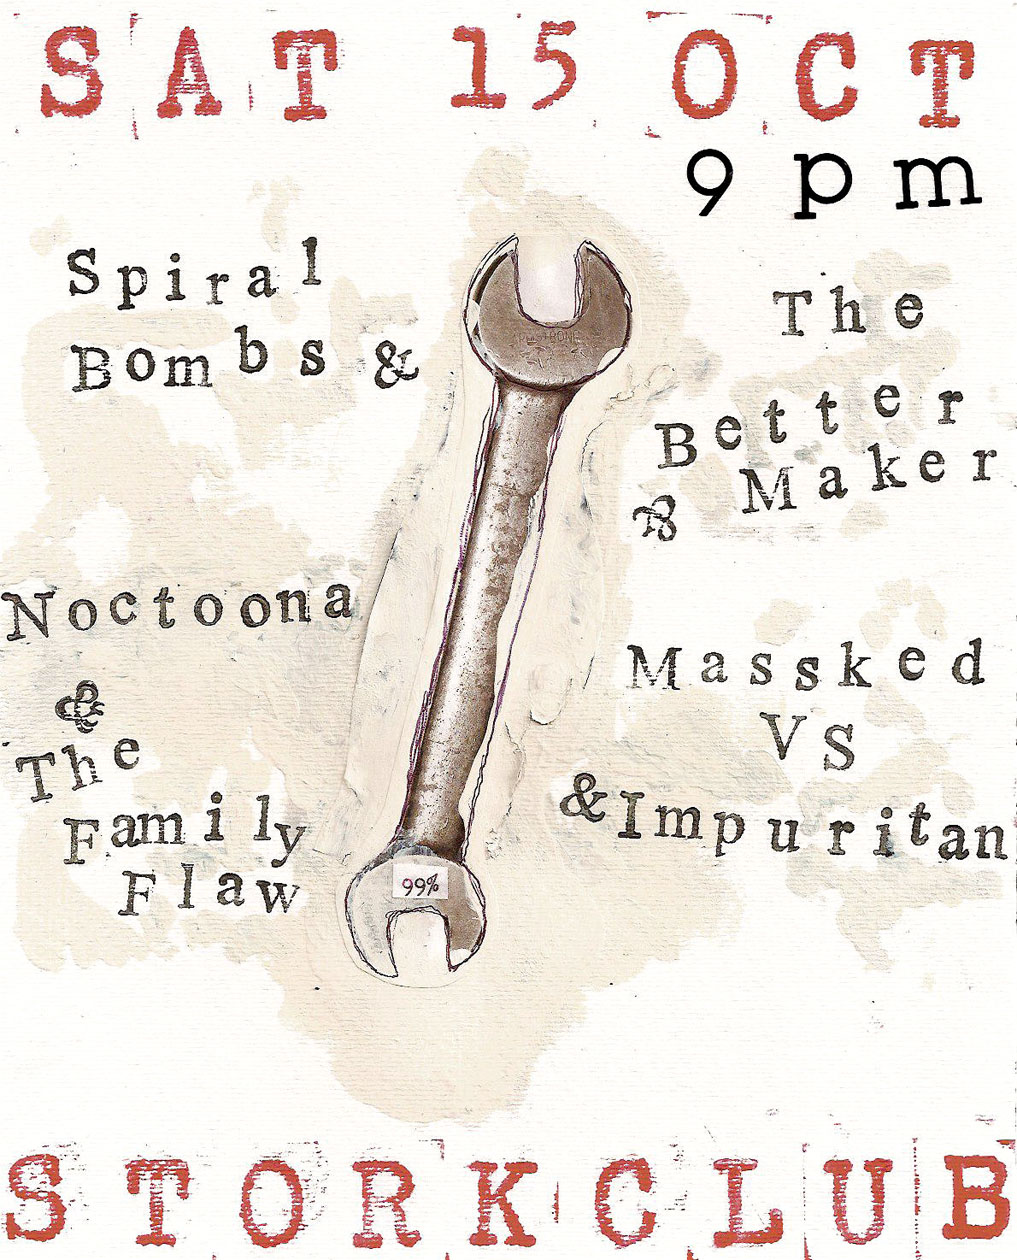 SAT 15 OCT
9 pm
Spiral
Bombs &
The
Better
& Maker
Noctoona
&
The
Family
Flaw
Massked
VS
&Impuritan
99%
STORKCLUB